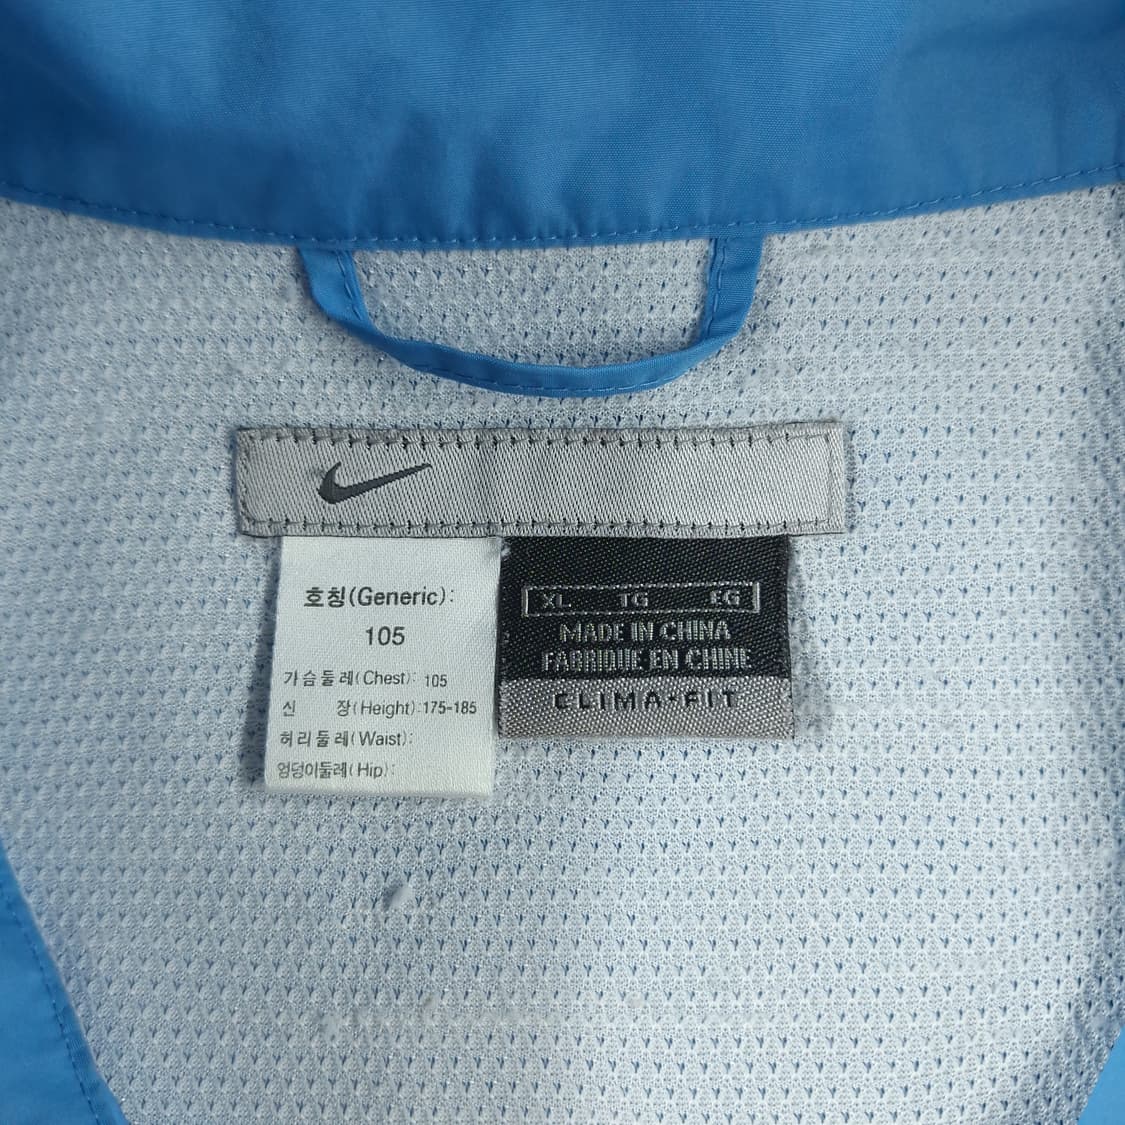 호칭(Generic):
105
가슴둘레(Chest): 105
신 장(Height):175-185
허리둘레(Waist):
엉덩이둘레(Hip):
XL TG EG
MADE IN CHINA
FABRIQUE EN CHINE
CLIMA-FIT